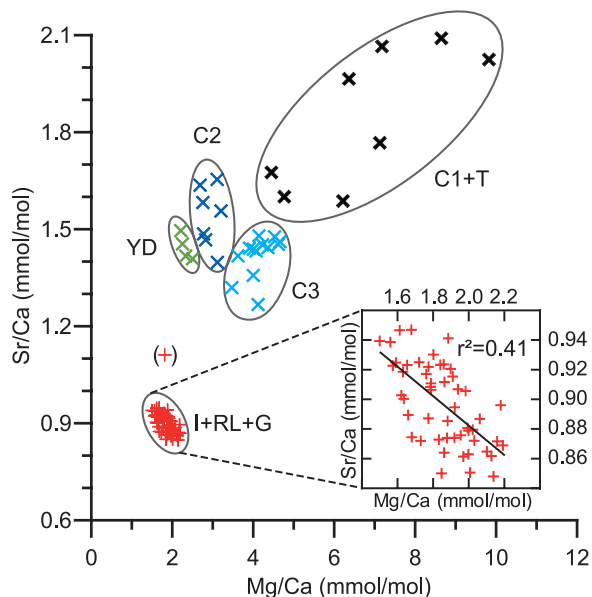 2.1
1.8
1.5
1.2
0.9
0.6
Sr/Ca (mmol/mol)
0
2
4
6
8
10
12
Mg/Ca (mmol/mol)
C1+T
C2
YD
C3
(+)
I+RL+G
1.6
1.8
2.0
2.2
r²=0.41
0.94
0.92
0.90
0.88
0.86
Sr/Ca (mmol/mol)
Mg/Ca (mmol/mol)